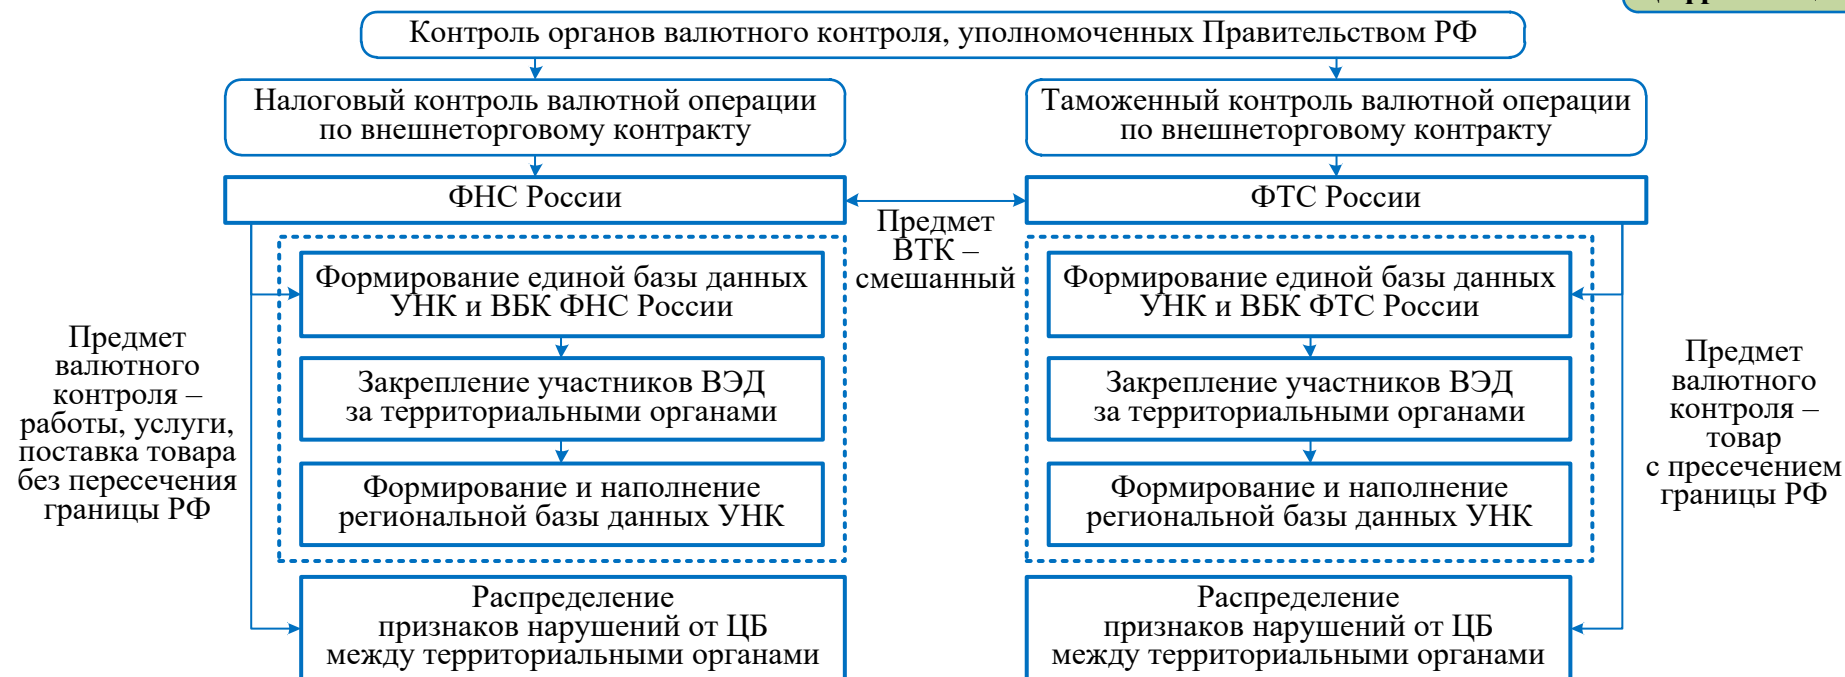 Контроль органов валютного контроля, уполномоченных Правительством РФ
Налоговый контроль валютной операции
по внешнеторговому контракту
Таможенный контроль валютной операции
по внешнеторговому контракту
ФНС России
ФТС России
Предмет
ВТК –
смешанный
Формирование единой базы данных
УНК и ВБК ФНС России
Закрепление участников ВЭД
за территориальными органами
Формирование и наполнение
региональной базы данных УНК
Распределение
признаков нарушений от ЦБ
между территориальными органами
Формирование единой базы данных
УНК и ВБК ФТС России
Закрепление участников ВЭД
за территориальными органами
Формирование и наполнение
региональной базы данных УНК
Распределение
признаков нарушений от ЦБ
между территориальными органами
Предмет
валютного
контроля –
работы, услуги,
поставка товара
без пересечения
границы РФ
Предмет
валютного
контроля –
товар
с пресечением
границы РФ